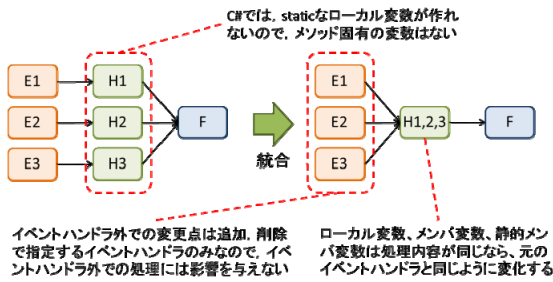 C#では，staticなローカル変数が作れ
ないので，メソッド固有の変数はない
E1
H1
E2
H2
F
E3
H3
統合
E1
E2
H1,2,3
F
E3
イベントハンドラ外での変更点は追加，削除
で指定するイベントハンドラのみなので，イベ
ントハンドラ外での処理には影響を与えない
ローカル変数、メンバ変数、静的メン
バ変数は処理内容が同じなら、元の
イベントハンドラと同じように変化する